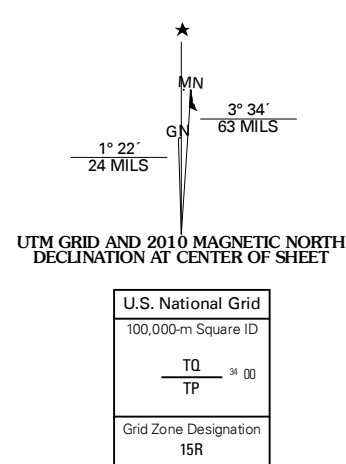 MN
GN
3° 34´
63 MILS
1° 22´
24 MILS
UTM GRID AND 2010 MAGNETIC NORTH
DECLINATION AT CENTER OF SHEET
U.S. National Grid
100,000-m Square ID
TQ
34 00
TP
Grid Zone Designation
15R